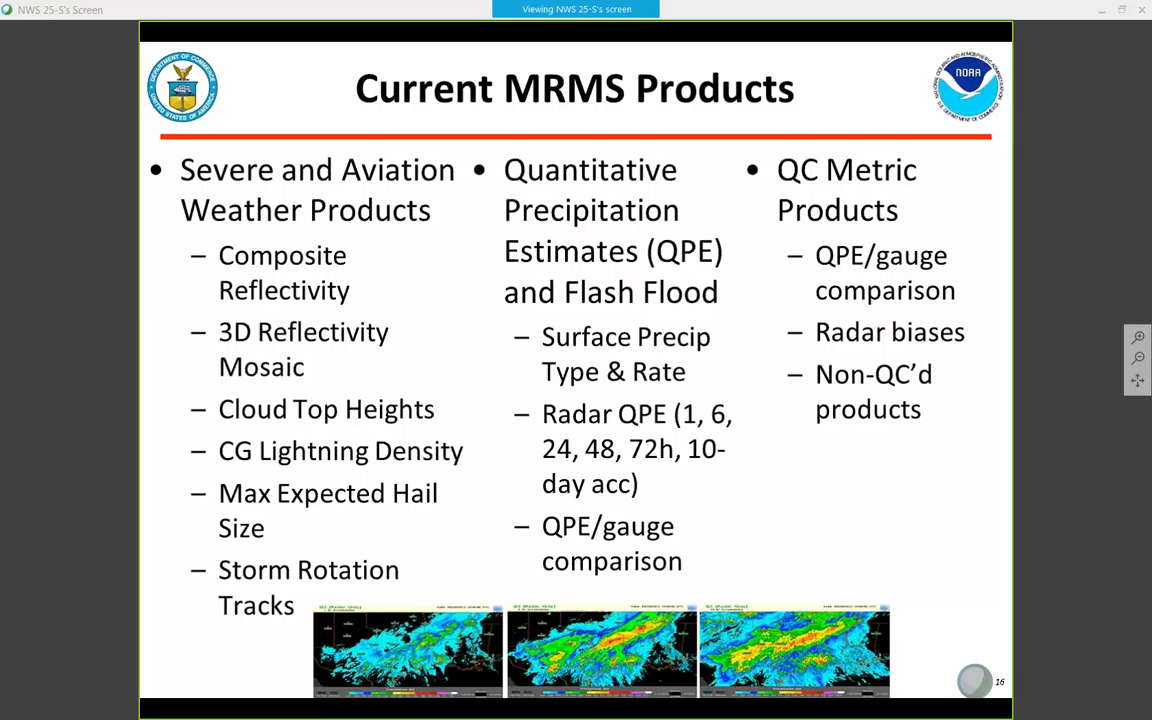 NWS 25-S's Screen
Viewing NWS 25-S's screen
Current MRMS Products
NOAA
• Severe and Aviation
Weather Products
– Composite
Reflectivity
– 3D Reflectivity
Mosaic
– Cloud Top Heights
– CG Lightning Density
– Max Expected Hail
Size
– Storm Rotation
Tracks
• Quantitative
Precipitation
Estimates (QPE)
and Flash Flood
– Surface Precip
Type & Rate
– Radar QPE (1, 6,
24, 48, 72h, 10-
day acc)
– QPE/gauge
comparison
• QC Metric
Products
– QPE/gauge
comparison
– Radar biases
– Non-QC’d
products
16